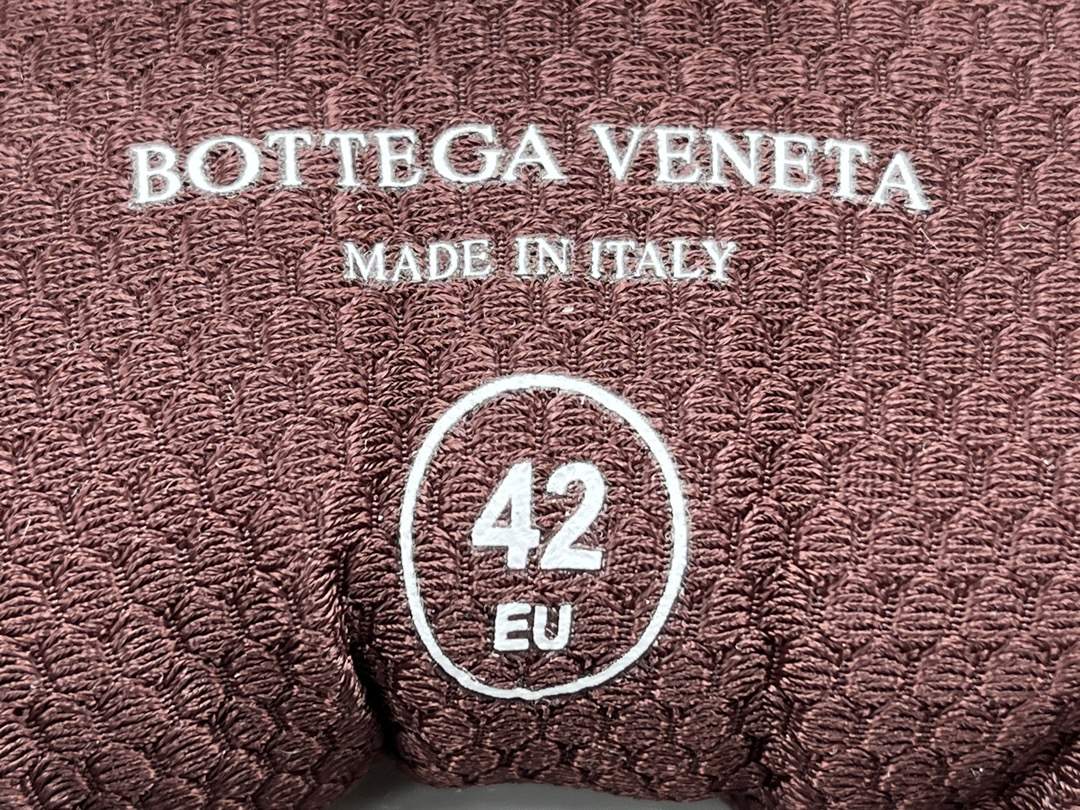 BOTTEGA VENETA
MADE IN ITALY
42
EU